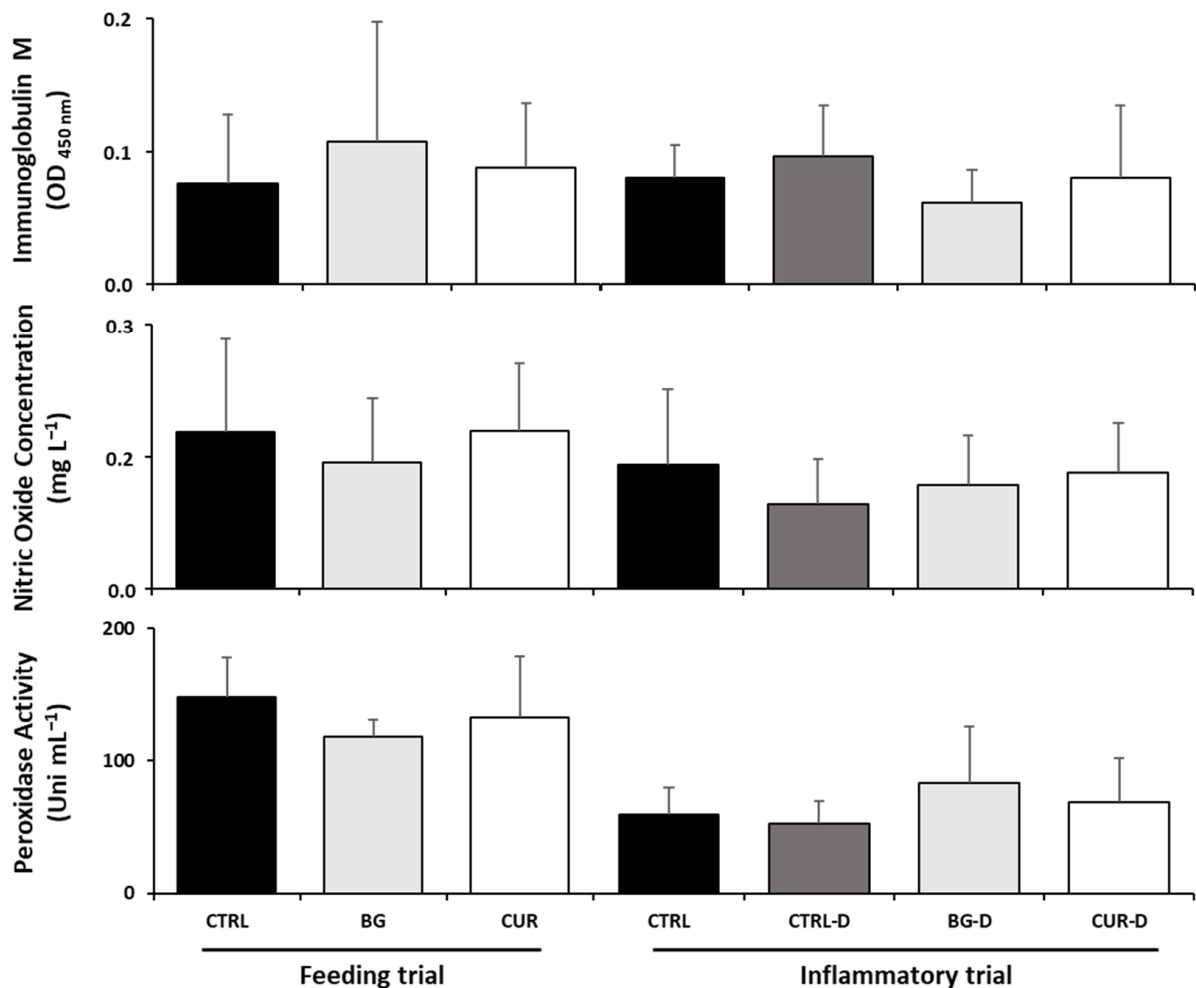 Immunoglobulin M
(OD 450 nm)
0.2
0.1
0.0
Nitric Oxide Concentration
(mg L⁻¹)
0.3
0.2
0.0
Peroxidase Activity
(Uni mL⁻¹)
200
100
0
CTRL BG CUR CTRL CTRL-D BG-D CUR-D
Feeding trial Inflammatory trial